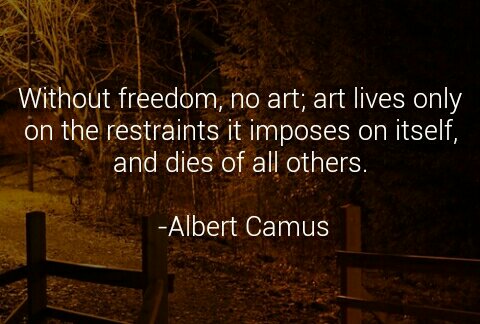 Without freedom, no art; art lives only
on the restraints it imposes on itself,
and dies of all others.
-Albert Camus